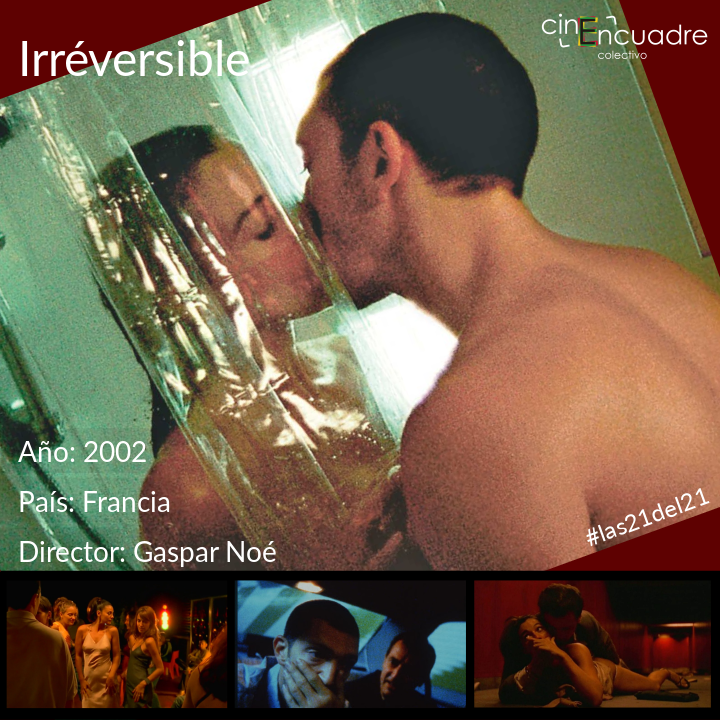 Irréversible
cinEncuadre
colectivo
Año: 2002
País: Francia
Director: Gaspar Noé
#las21del21